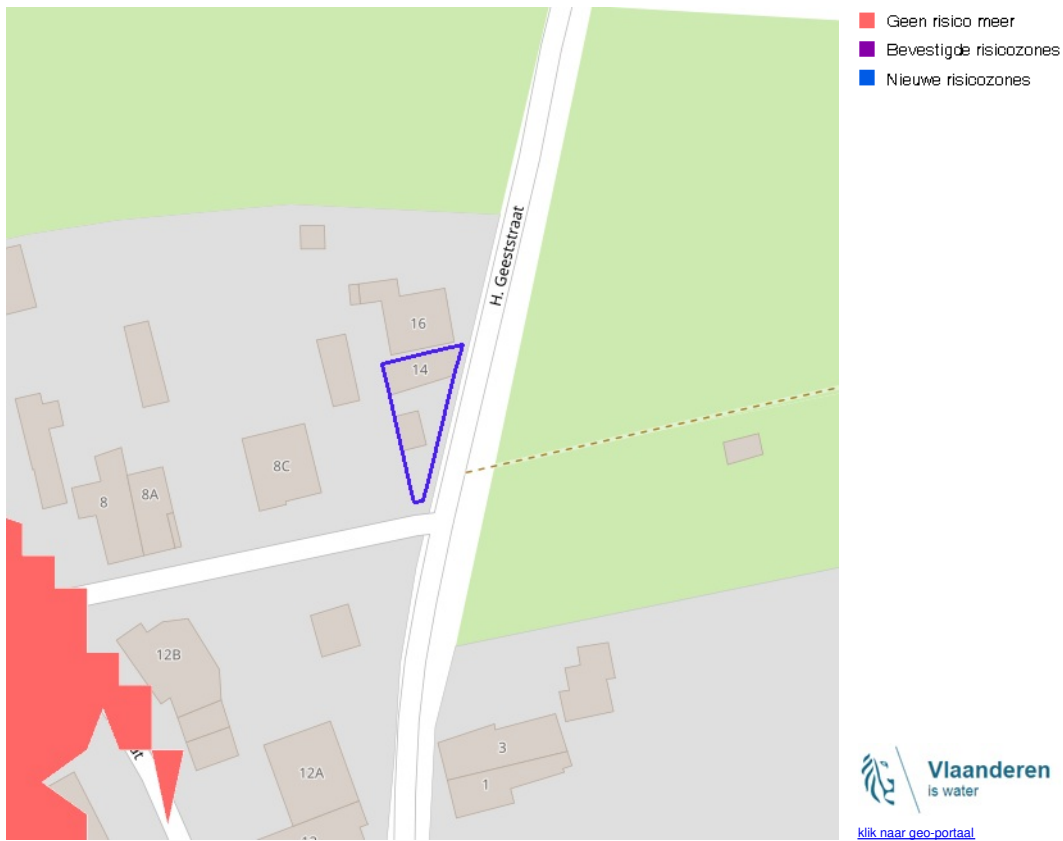 Geen risico meer
Bevestigde risicozones
Nieuwe risicozones
H. Geeststraat
16
14
8C
8A
8
12B
12A
3
1
Vlaanderen
is water
klik naar geo-portaal